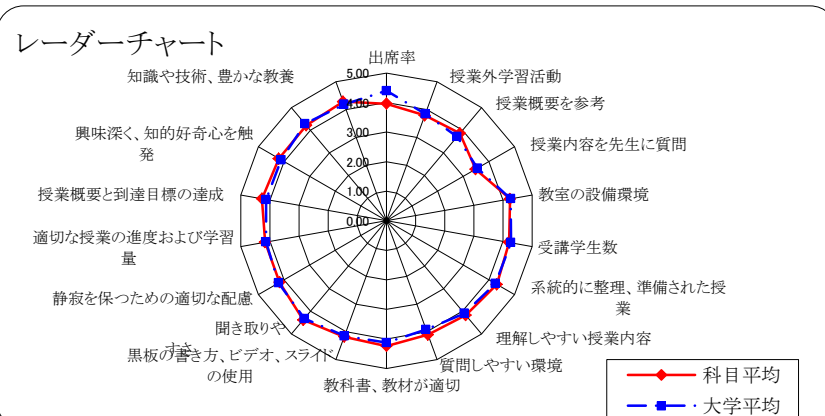 レーダーチャート
出席率
授業外学習活動
授業概要を参考
授業内容を先生に質問
教室の設備環境
受講学生数
系統的に整理、準備された授
業
理解しやすい授業内容
質問しやすい環境
教科書、教材が適切
黒板の書き方、ビデオ、スライド
の使用
聞き取りや
すさ
静寂を保つための適切な配慮
適切な授業の進度および学習
量
授業概要と到達目標の達成
興味深く、知的好奇心を触
発
知識や技術、豊かな教養
5.00
4.00
3.00
2.00
1.00
0.00
科目平均
大学平均